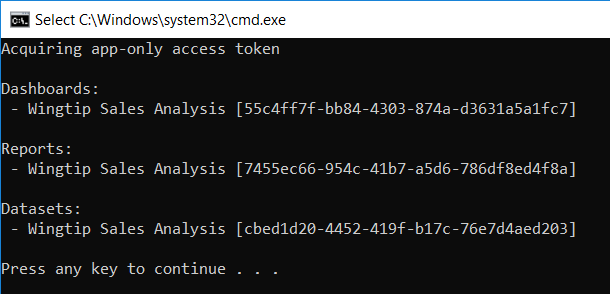 Select C:\Windows\system32\cmd.exe
Acquiring app-only access token
Dashboards:
- Wingtip Sales Analysis [55c4ff7f-bb84-4303-874a-d3631a5a1fc7]
Reports:
- Wingtip Sales Analysis [7455ec66-954c-41b7-a5d6-786df8ed4f8a]
Datasets:
- Wingtip Sales Analysis [cbed1d20-4452-419f-b17c-76e7d4aed203]
Press any key to continue . . .